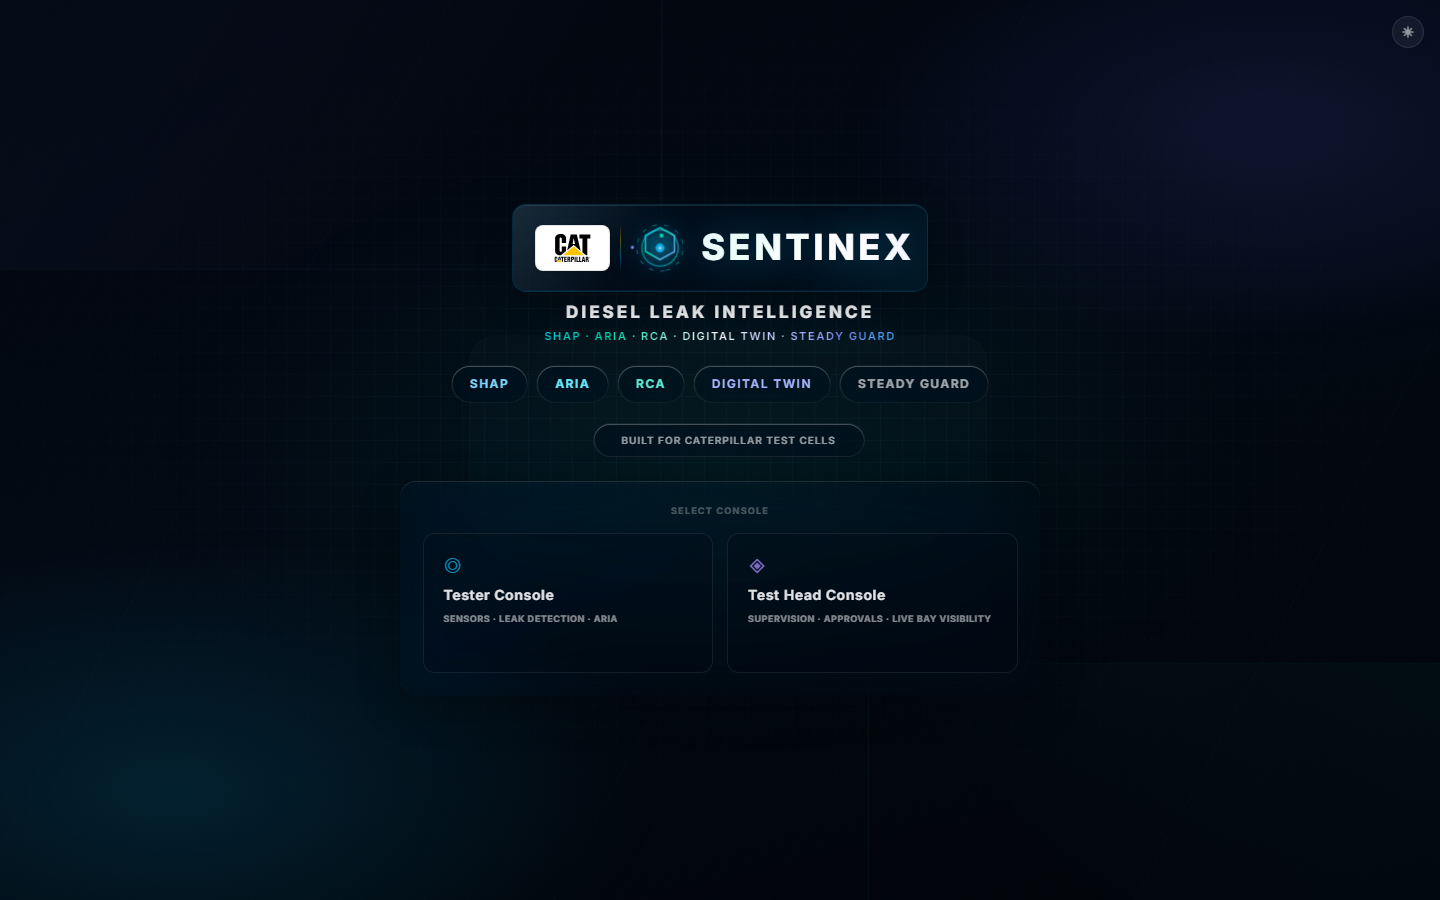 CAT
CATERPILLAR
SENTINEX
DIESEL LEAK INTELLIGENCE
SHAP · ARIA · RCA · DIGITAL TWIN · STEADY GUARD
SHAP ARIA RCA DIGITAL TWIN STEADY GUARD
BUILT FOR CATERPILLAR TEST CELLS
SELECT CONSOLE
Tester Console
SENSORS · LEAK DETECTION · ARIA
Test Head Console
SUPERVISION · APPROVALS · LIVE BAY VISIBILITY